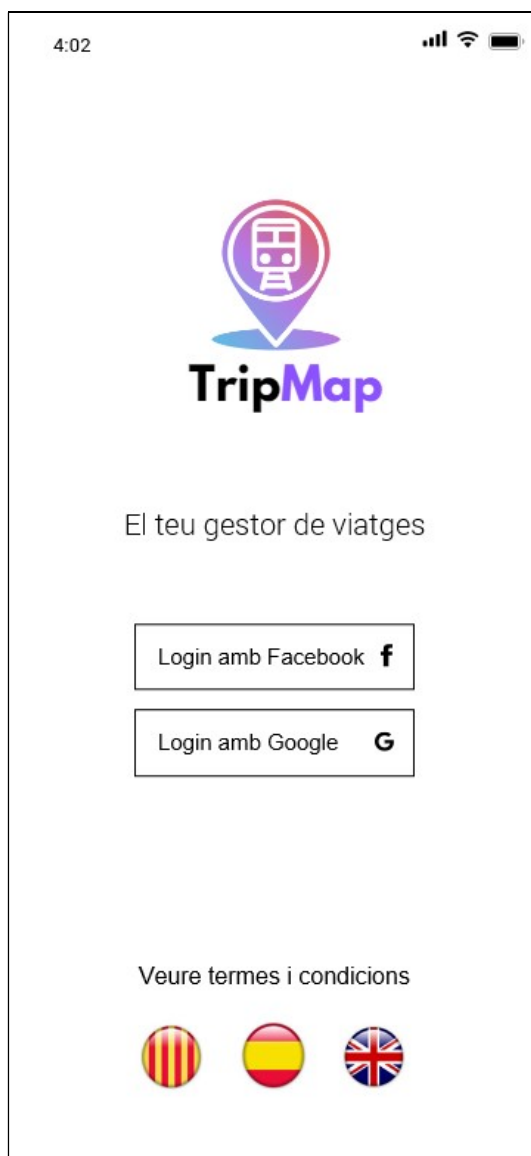 4:02
TripMap
El teu gestor de viatges
Login amb Facebook f
Login amb Google G
Veure termes i condicions